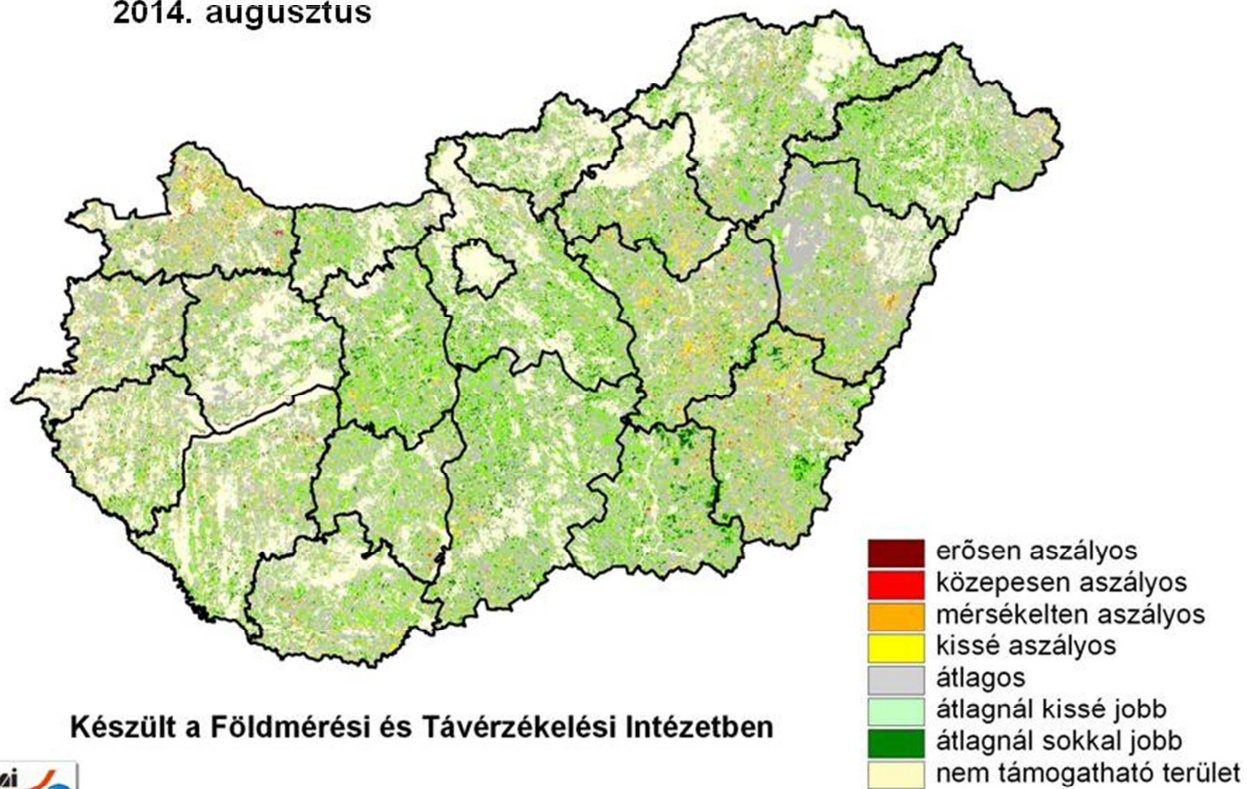 2014. augusztus
erõsen aszályos
közepesen aszályos
mérsékelten aszályos
kissé aszályos
átlagos
átlagnál kissé jobb
átlagnál sokkal jobb
nem támogatható terület
Készült a Földmérési és Távérzékelési Intézetben